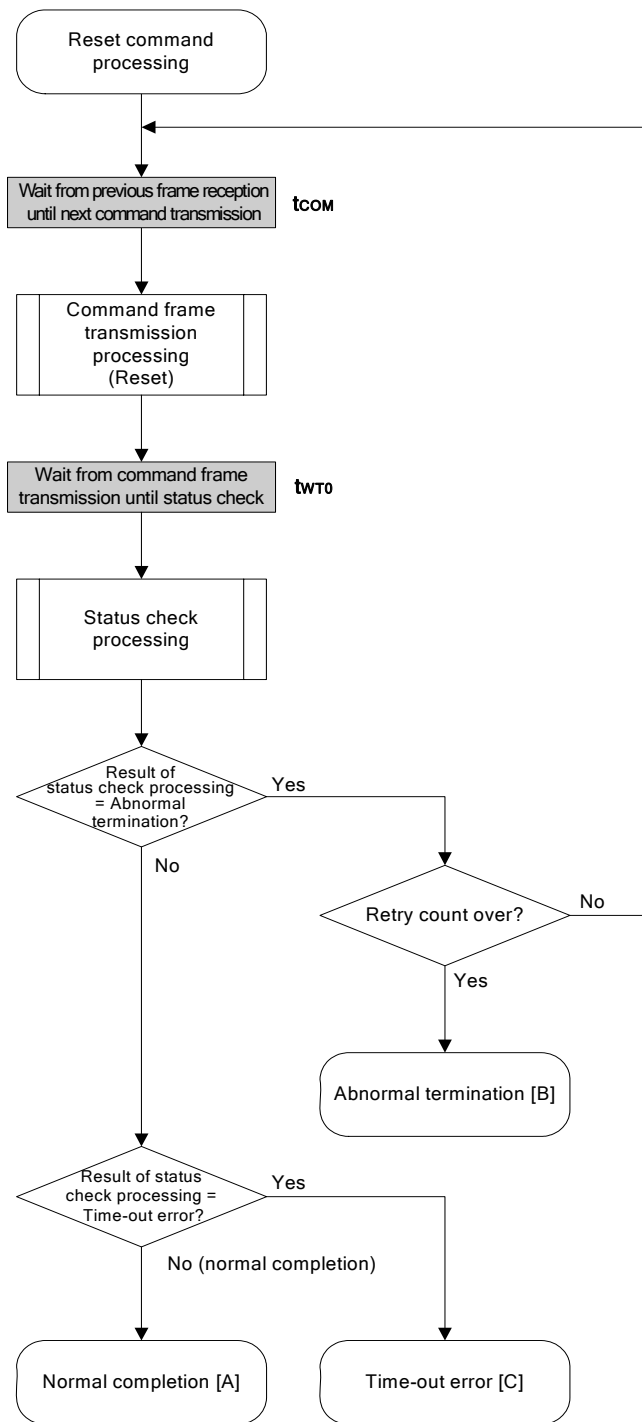 Reset command
processing
Wait from previous frame reception
until next command transmission
tCOM
Command frame
transmission
processing
(Reset)
Wait from command frame
transmission until status check
tWT0
Status check
processing
Result of
status check processing
= Abnormal
termination?
Yes
No
Retry count over?
No
Yes
Abnormal termination [B]
Result of status
check processing =
Time-out error?
Yes
No (normal completion)
Normal completion [A]
Time-out error [C]